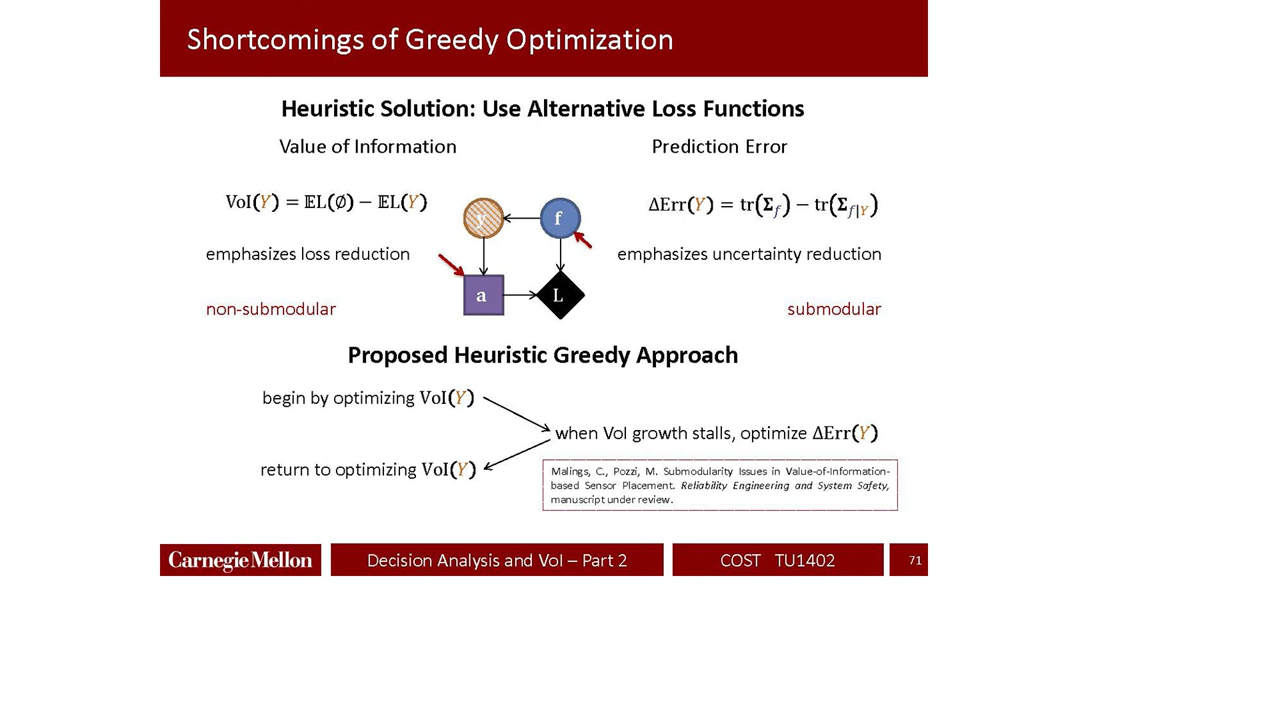 Shortcomings of Greedy Optimization
Heuristic Solution: Use Alternative Loss Functions
Value of Information
Prediction Error
VoI(Y) = 𝔼L(∅) − 𝔼L(Y)
y
f
ΔErr(Y) = tr(Σ_f) − tr(Σ_f|Y)
emphasizes loss reduction
emphasizes uncertainty reduction
a
L
non-submodular
submodular
Proposed Heuristic Greedy Approach
begin by optimizing VoI(Y)
when VoI growth stalls, optimize ΔErr(Y)
return to optimizing VoI(Y)
Malings, C., Pozzi, M. Submodularity Issues in Value-of-Information-
based Sensor Placement. Reliability Engineering and System Safety,
manuscript under review.
Carnegie Mellon
Decision Analysis and VoI – Part 2
COST TU1402
71